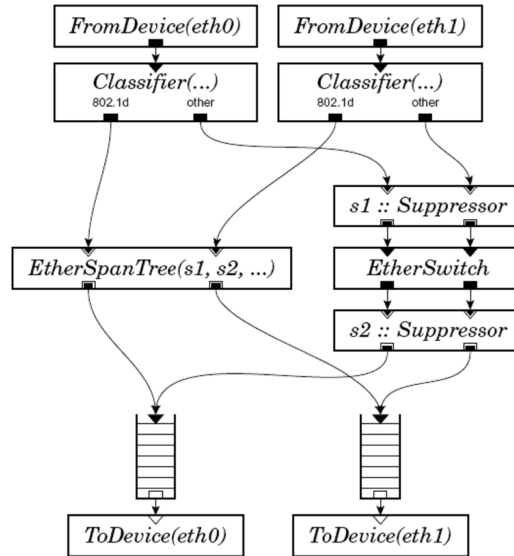 FromDevice(eth0) FromDevice(eth1)
Classifier(...) Classifier(...)
802.1d other 802.1d other
s1 :: Suppressor
EtherSpanTree(s1, s2, ...) EtherSwitch
s2 :: Suppressor
ToDevice(eth0) ToDevice(eth1)